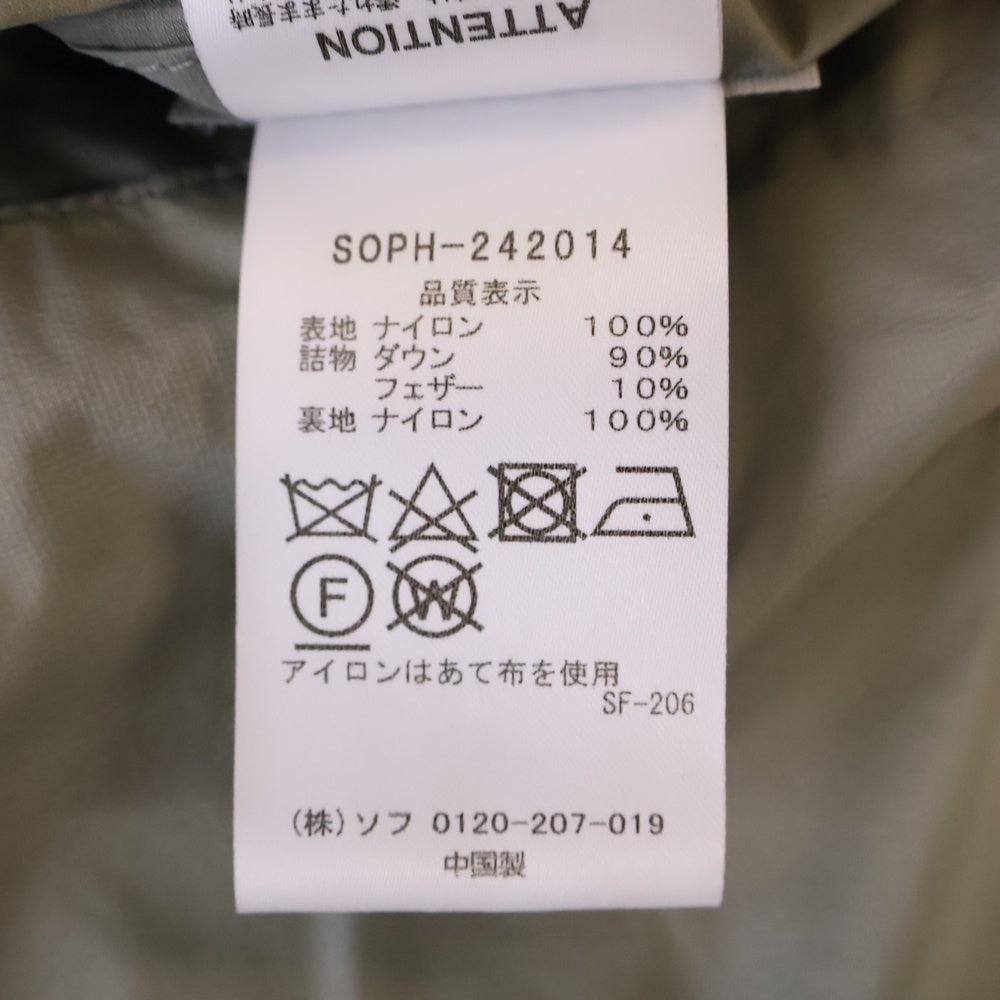 ATTENTION
SOPH-242014
品質表示
表地 ナイロン 100%
詰物 ダウン 90%
フェザー 10%
裏地 ナイロン 100%
F W
アイロンはあて布を使用
SF-206
(株)ソフ 0120-207-019
中国製